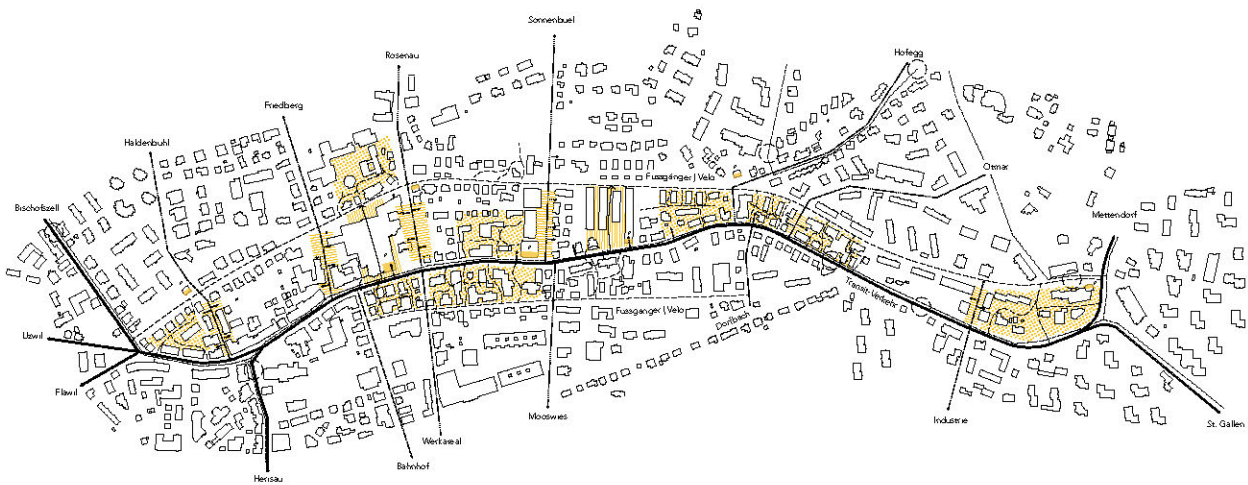 Sonnenbuel
Rosenau
Hofegg
Friedberg
Haldenbuhl
Otmar
Fussgänger / Velo
Bischofszell
Mettendorf
Transit-Verkehr
Fussganger / Velo
Dorfbach
Uzwil
Flawil
Mooswies
Industrie
St. Gallen
Werkareal
Bahnhof
Herisau